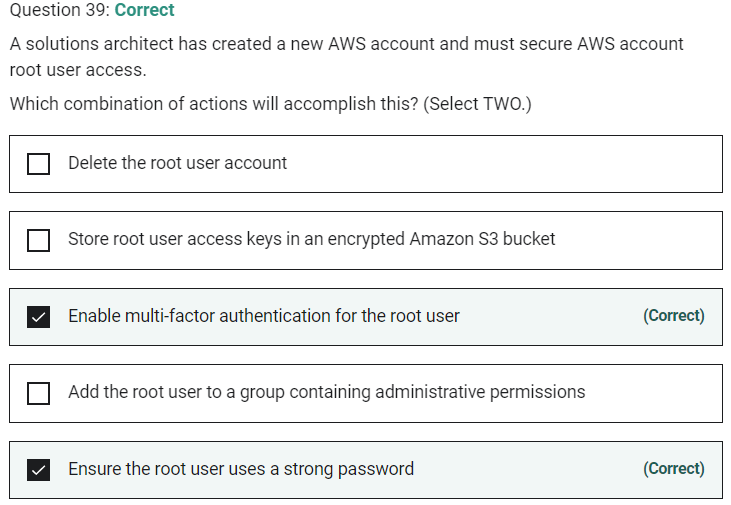 Question 39: Correct
A solutions architect has created a new AWS account and must secure AWS account
root user access.
Which combination of actions will accomplish this? (Select TWO.)
Delete the root user account
Store root user access keys in an encrypted Amazon S3 bucket
Enable multi-factor authentication for the root user (Correct)
Add the root user to a group containing administrative permissions
Ensure the root user uses a strong password (Correct)